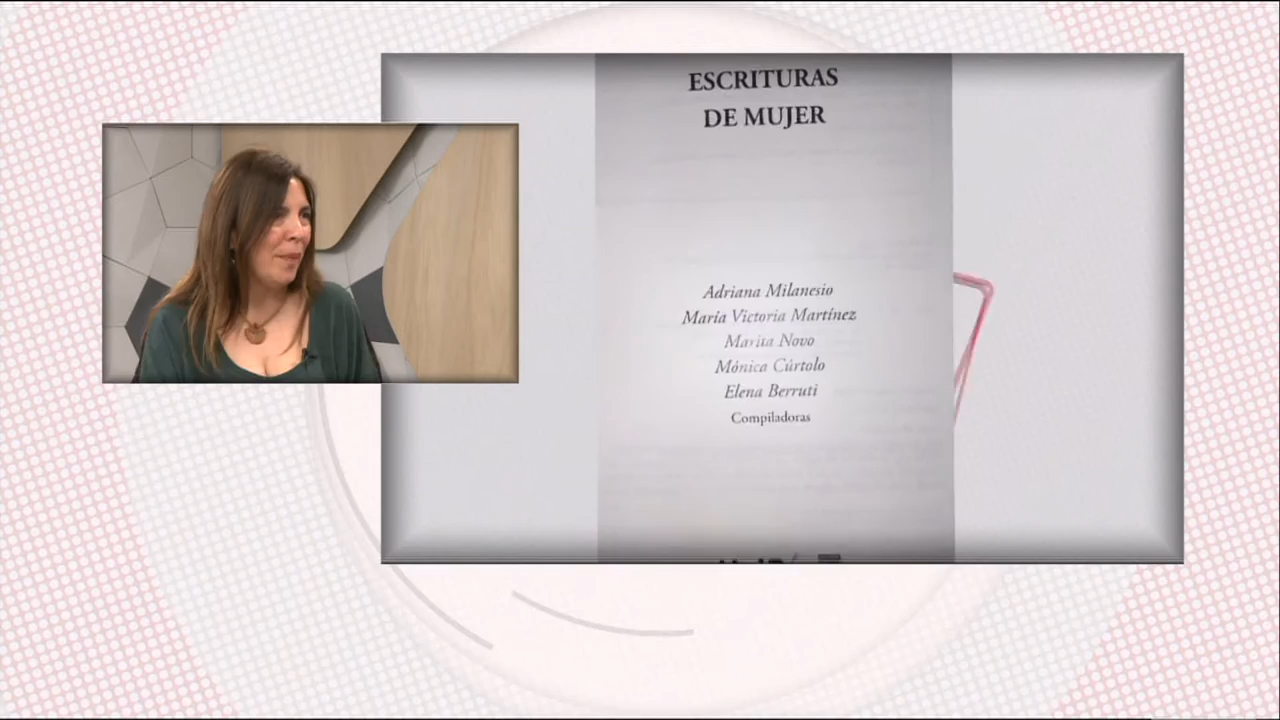 ESCRITURAS
DE MUJER
Adriana Milanesio
María Victoria Martínez
Marita Novo
Mónica Cúrtolo
Elena Berruti
Compiladoras